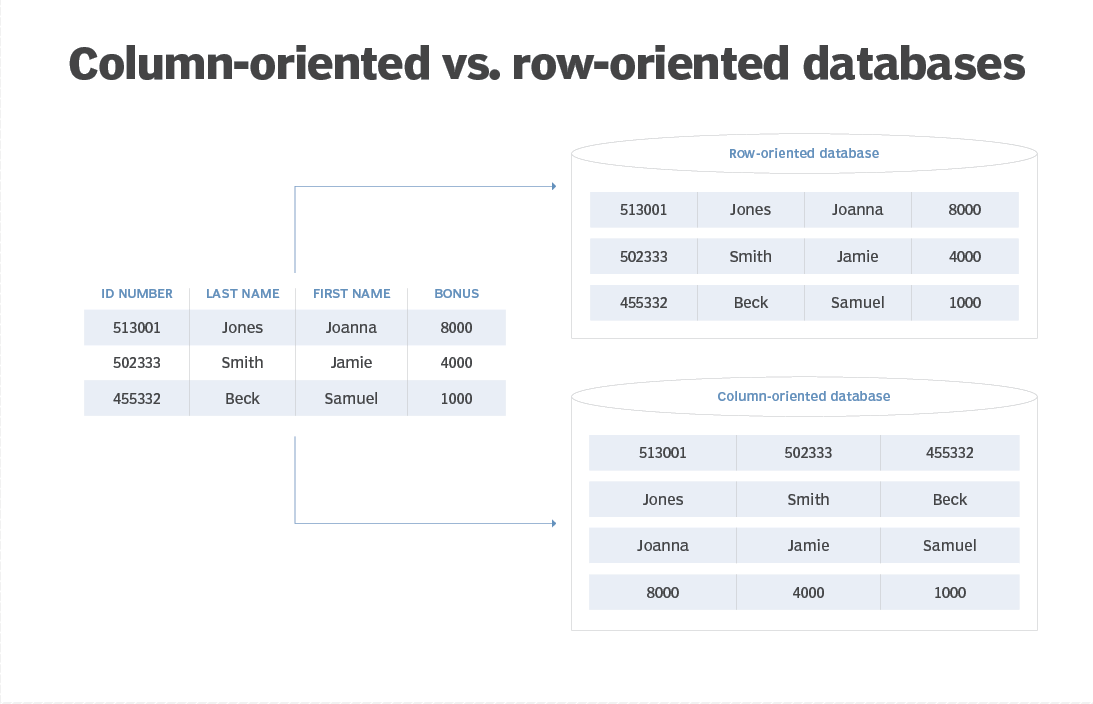 Column-oriented vs. row-oriented databases
Row-oriented database
513001 Jones Joanna 8000
502333 Smith Jamie 4000
455332 Beck Samuel 1000
ID NUMBER LAST NAME FIRST NAME BONUS
513001 Jones Joanna 8000
502333 Smith Jamie 4000
455332 Beck Samuel 1000
Column-oriented database
513001 502333 455332
Jones Smith Beck
Joanna Jamie Samuel
8000 4000 1000